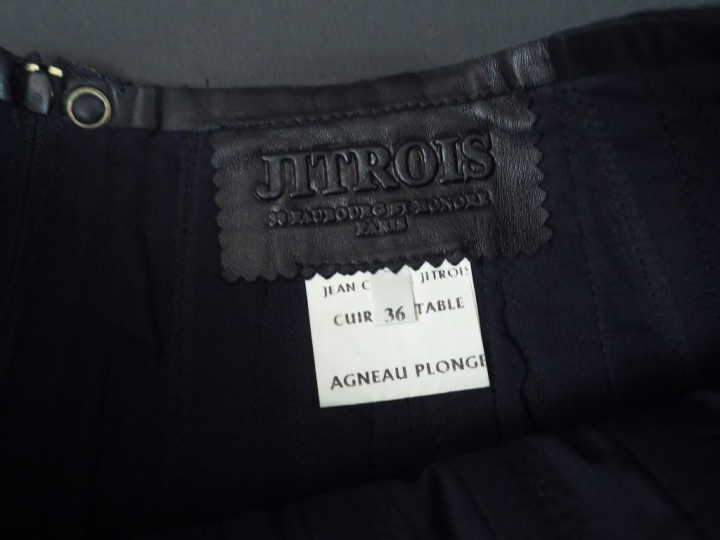 JITROIS
FAUBOURG ST HONORE
PARIS
JEAN C JITROIS
CUIR 36 TABLE
AGNEAU PLONGE